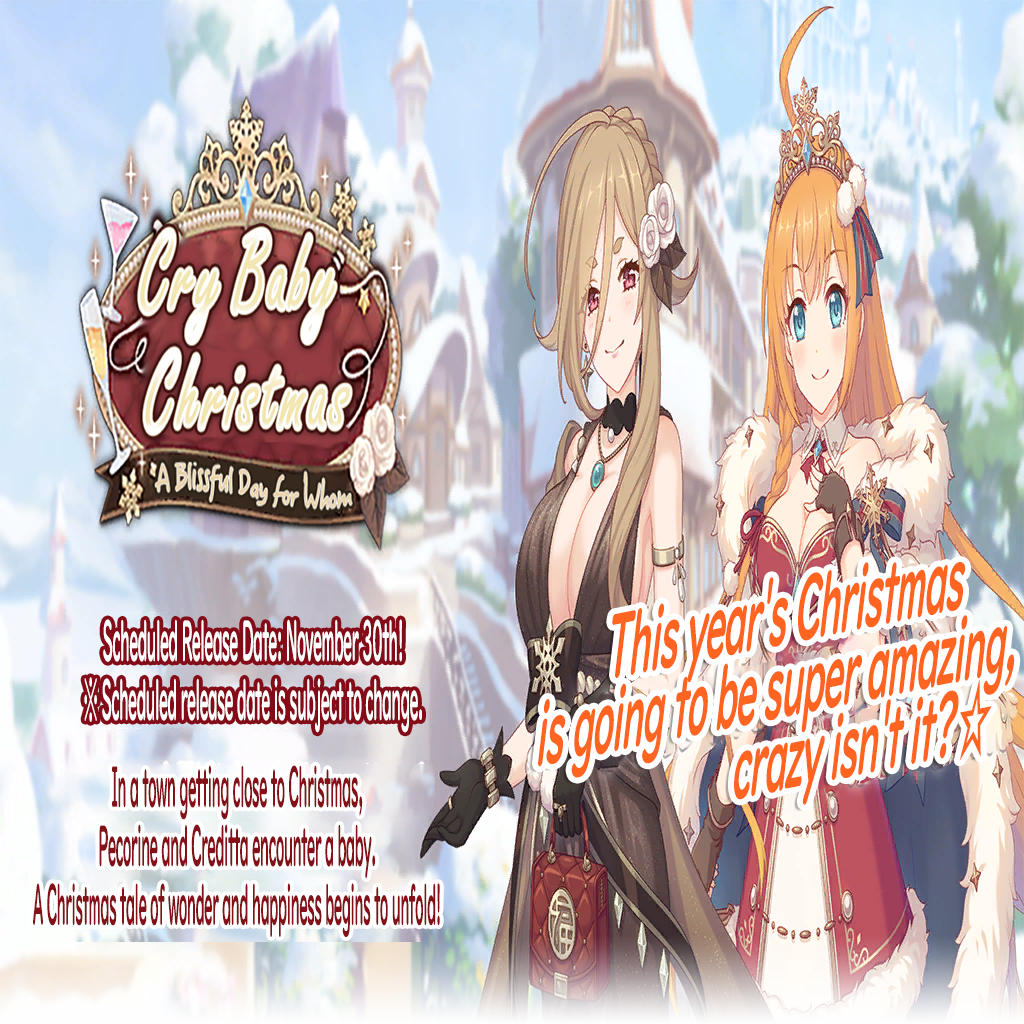 Cry Baby
Christmas
A Blissful Day for Whom
Scheduled Release Date: November 30th!
※Scheduled release date is subject to change.
In a town getting close to Christmas,
Pecorine and Creditta encounter a baby.
A Christmas tale of wonder and happiness begins to unfold!
This year's Christmas
is going to be super amazing,
crazy isn't it?☆